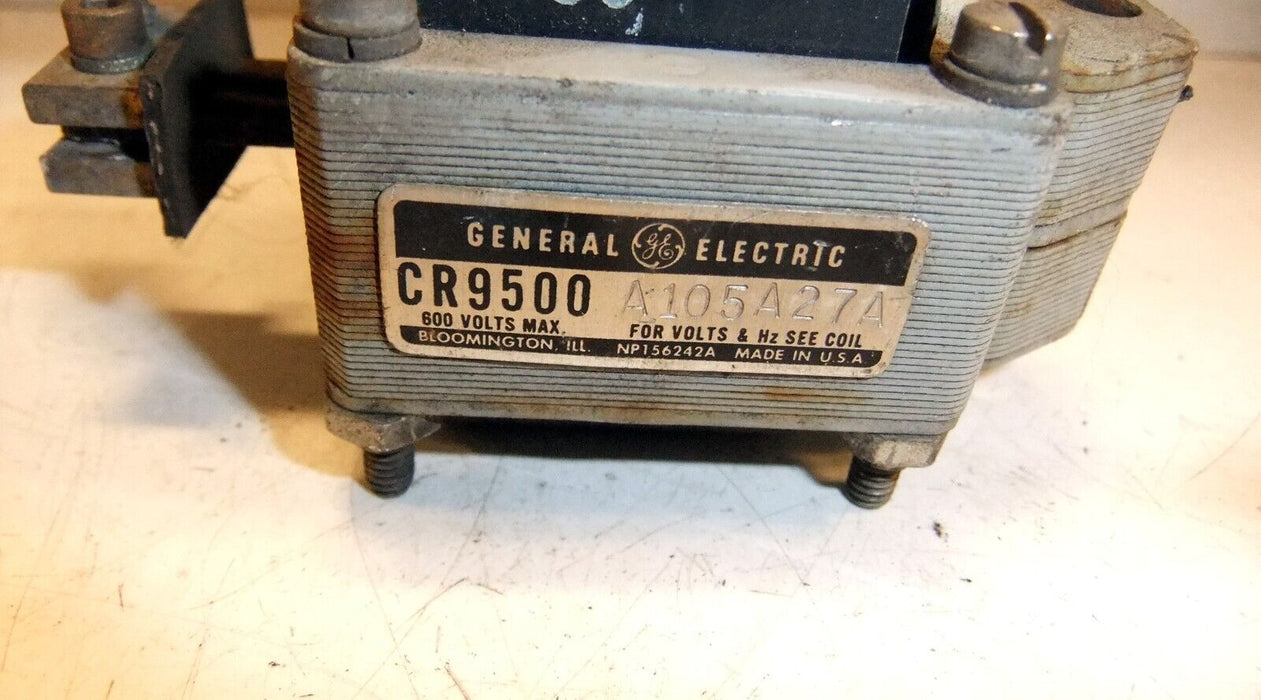 GENERAL GE ELECTRIC
CR9500 A105A27A
600 VOLTS MAX. FOR VOLTS & Hz SEE COIL
BLOOMINGTON, ILL. NP156242A MADE IN U.S.A.